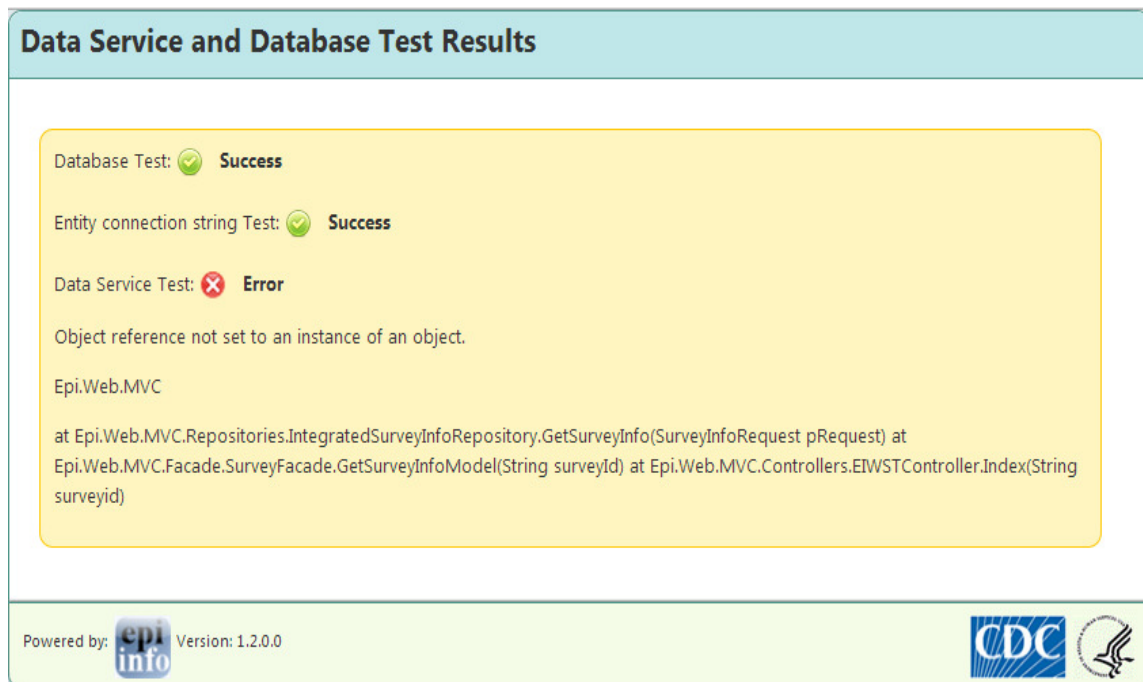 Data Service and Database Test Results
Database Test: Success
Entity connection string Test: Success
Data Service Test: Error
Object reference not set to an instance of an object.
Epi.Web.MVC
at Epi.Web.MVC.Repositories.IntegratedSurveyInfoRepository.GetSurveyInfo(SurveyInfoRequest pRequest) at
Epi.Web.MVC.Facade.SurveyFacade.GetSurveyInfoModel(String surveyId) at Epi.Web.MVC.Controllers.EIWSTController.Index(String
surveyid)
Powered by: epi info Version: 1.2.0.0
CDC